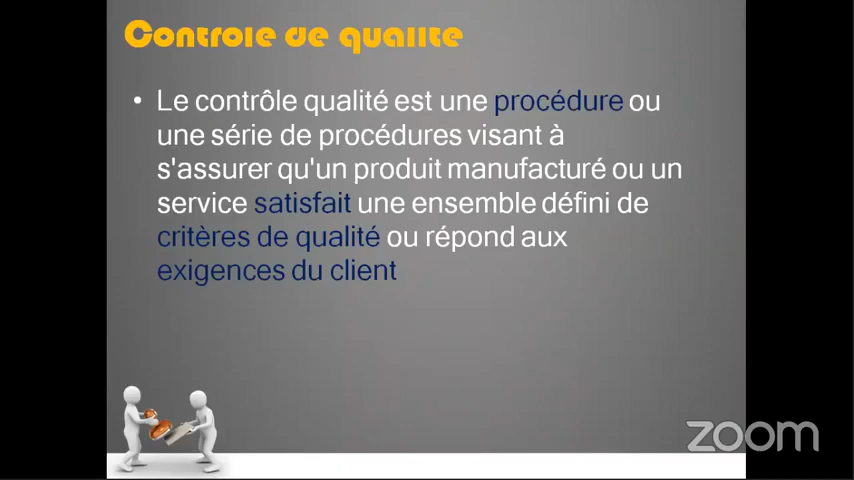 Controle de qualite
• Le contrôle qualité est une procédure ou
une série de procédures visant à
s'assurer qu'un produit manufacturé ou un
service satisfait une ensemble défini de
critères de qualité ou répond aux
exigences du client
zoom